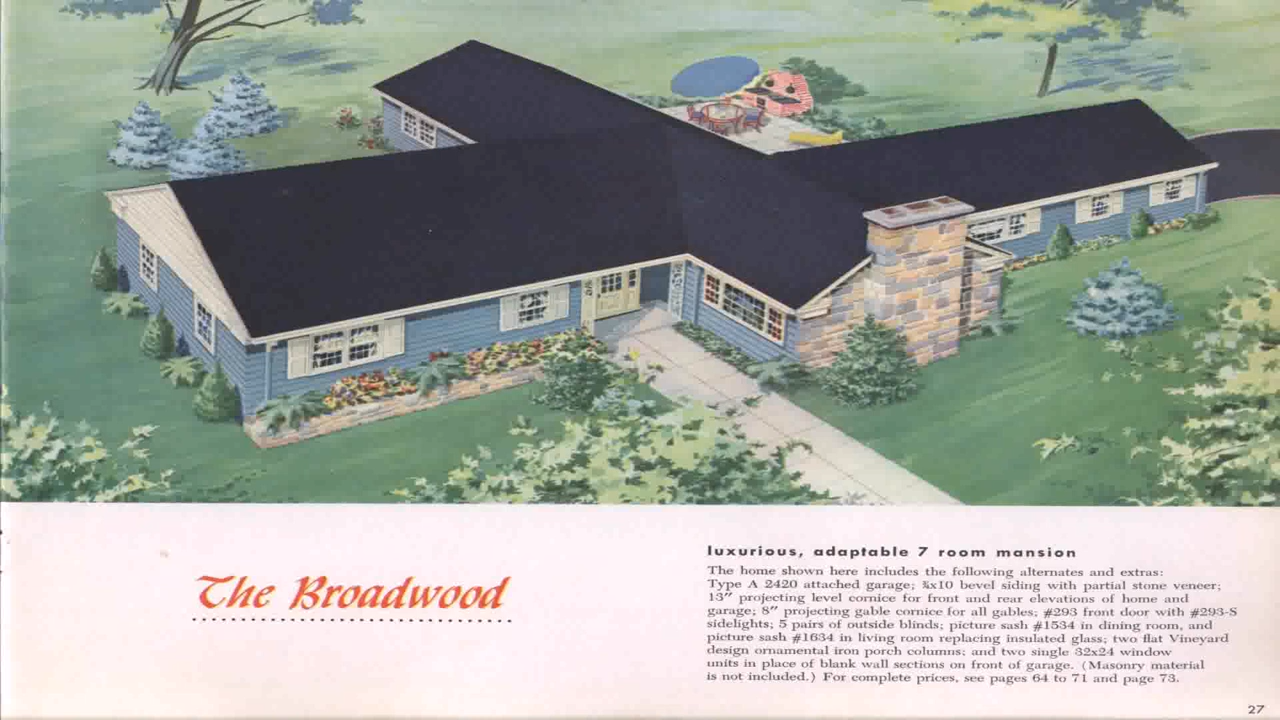 The Broadwood
luxurious, adaptable 7 room mansion
The home shown here includes the following alternates and extras:
Type A 2420 attached garage; ¾x10 bevel siding with partial stone veneer;
13″ projecting level cornice for front and rear elevations of home and
garage; 8″ projecting gable cornice for all gables; #293 front door with #293-S
sidelights; 5 pairs of outside blinds; picture sash #1534 in dining room, and
picture sash #1634 in living room replacing insulated glass; two flat Vineyard
design ornamental iron porch columns; and two single 32x24 window
units in place of blank wall sections on front of garage. (Masonry material
is not included.) For complete prices, see pages 64 to 71 and page 73.
27